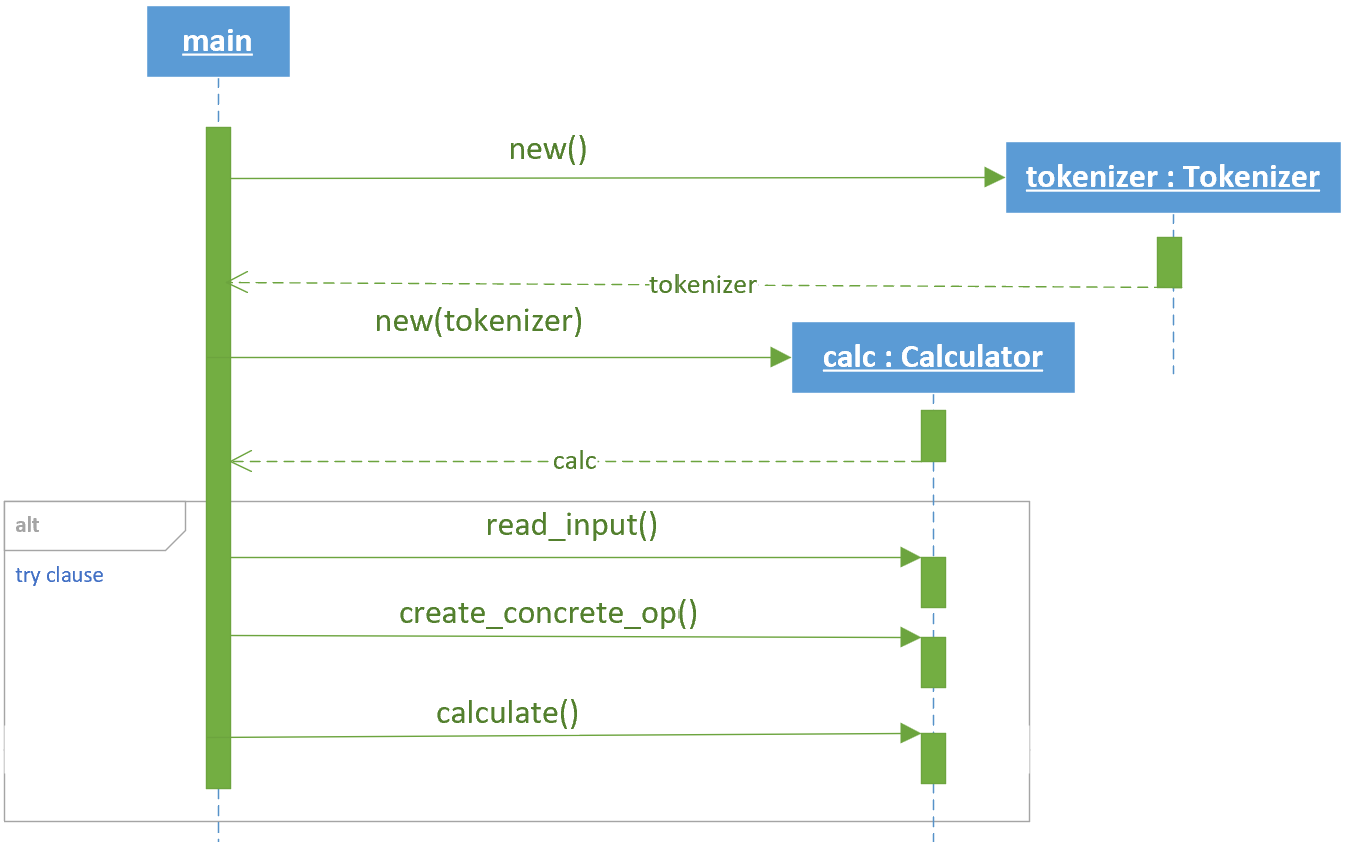 main
new()
tokenizer : Tokenizer
tokenizer
new(tokenizer)
calc : Calculator
calc
alt
read_input()
try clause
create_concrete_op()
calculate()